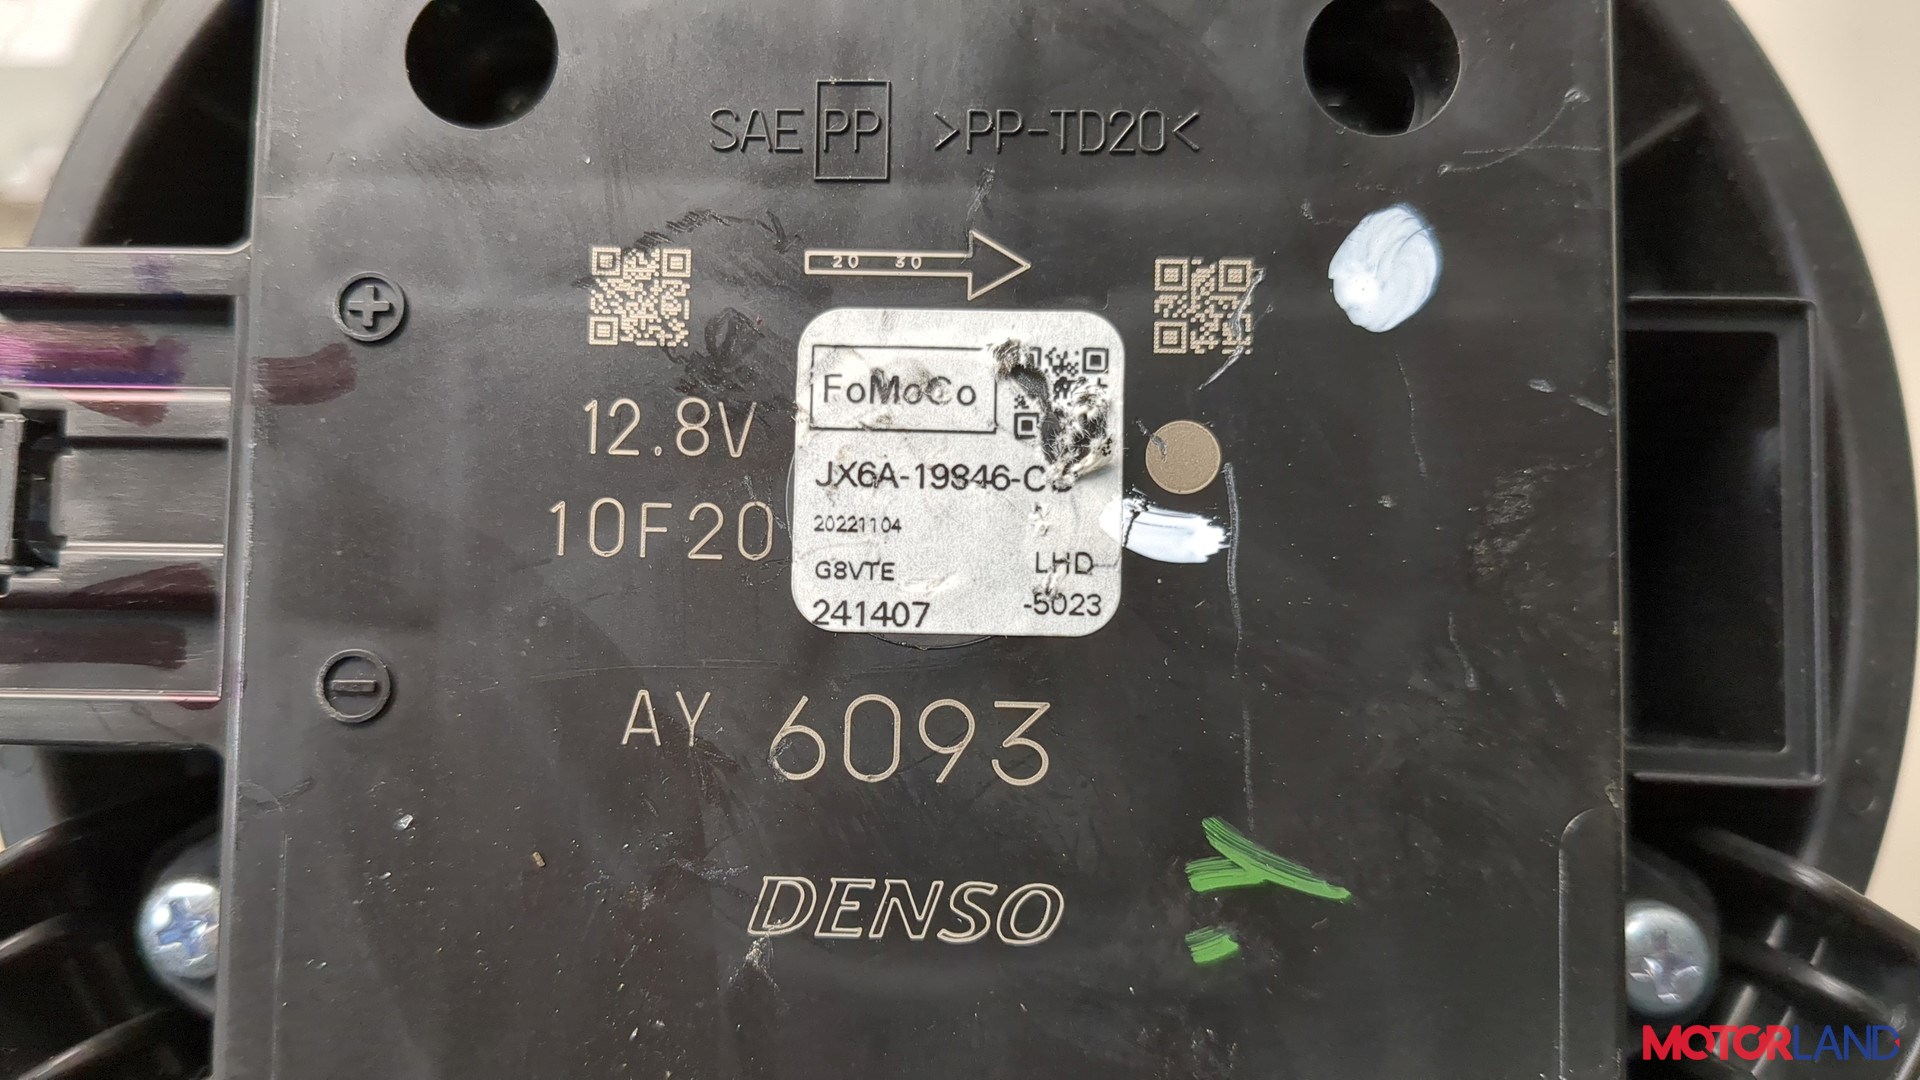 SAE PP >PP-TD20<
20 30
12.8V
10F20
FoMoCo
20221104
G8VTE LHD
241407 -5023
AY 6093
DENSO
MOTORLAND